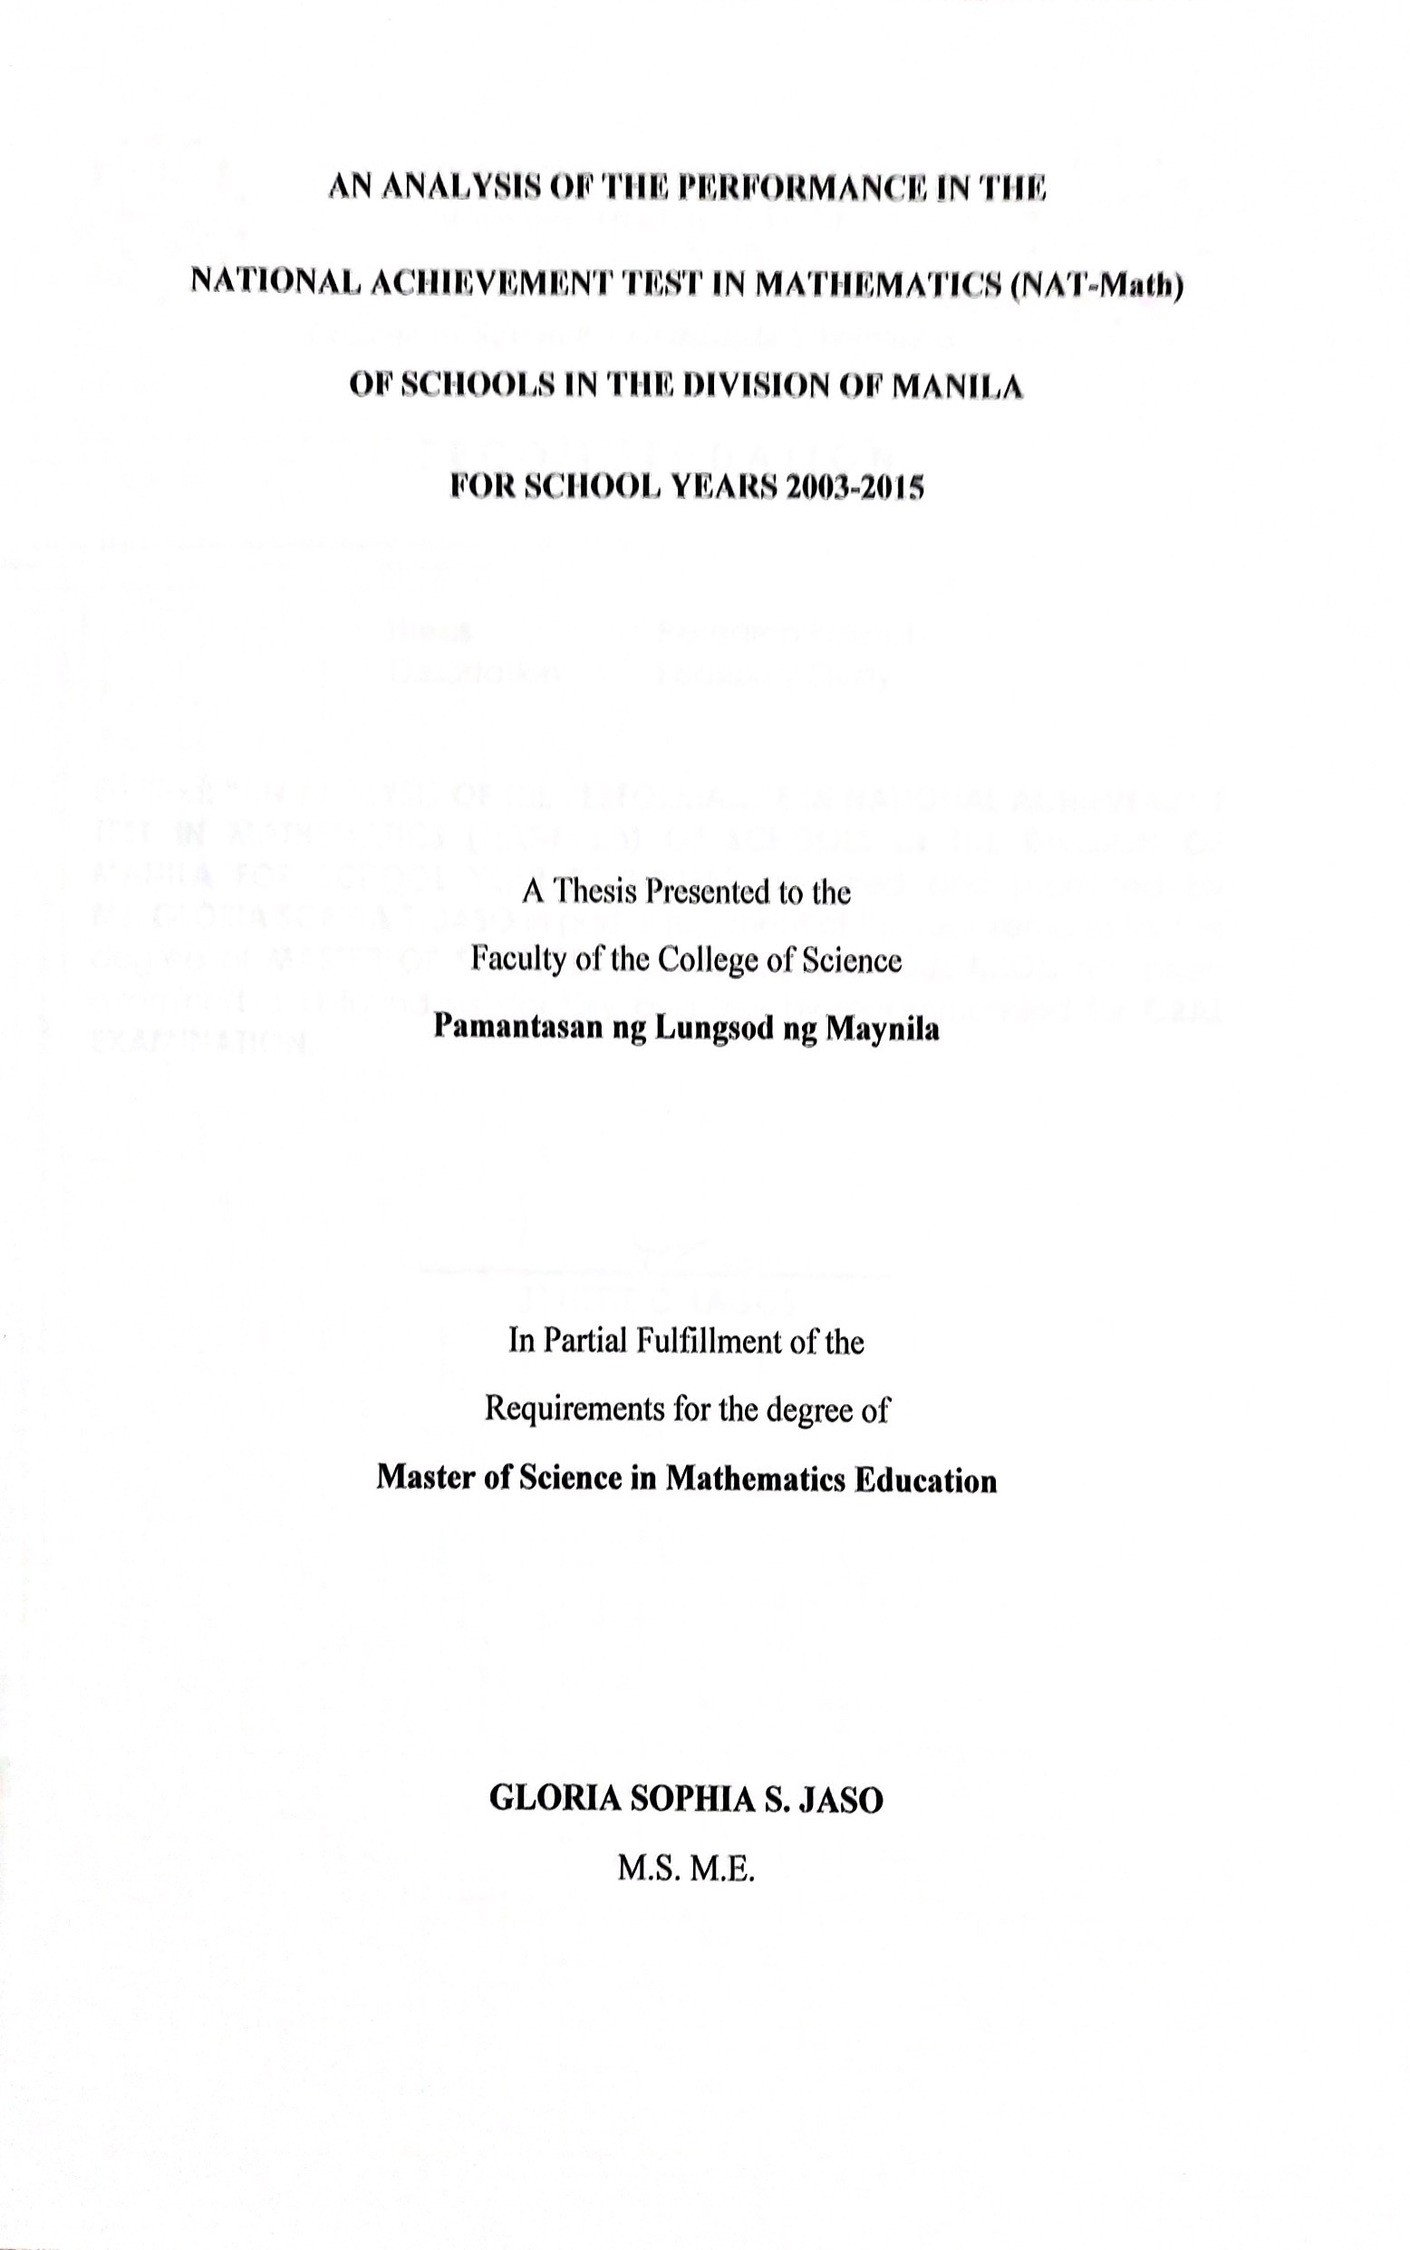 AN ANALYSIS OF THE PERFORMANCE IN THE
NATIONAL ACHIEVEMENT TEST IN MATHEMATICS (NAT-Math)
OF SCHOOLS IN THE DIVISION OF MANILA
FOR SCHOOL YEARS 2003-2015
A Thesis Presented to the
Faculty of the College of Science
Pamantasan ng Lungsod ng Maynila
In Partial Fulfillment of the
Requirements for the degree of
Master of Science in Mathematics Education
GLORIA SOPHIA S. JASO
M.S. M.E.